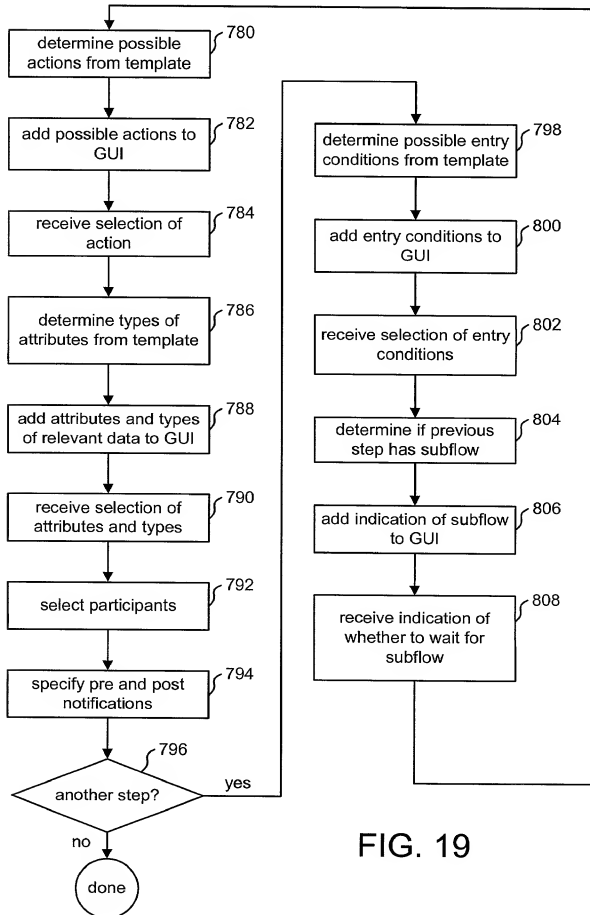 780
determine possible
actions from template
782
add possible actions to
GUI
784
receive selection of
action
786
determine types of
attributes from template
788
add attributes and types
of relevant data to GUI
790
receive selection of
attributes and types
792
select participants
794
specify pre and post
notifications
796
another step?
yes
no
done
798
determine possible entry
conditions from template
800
add entry conditions to
GUI
802
receive selection of entry
conditions
804
determine if previous
step has subflow
806
add indication of subflow
to GUI
808
receive indication of
whether to wait for
subflow
FIG. 19